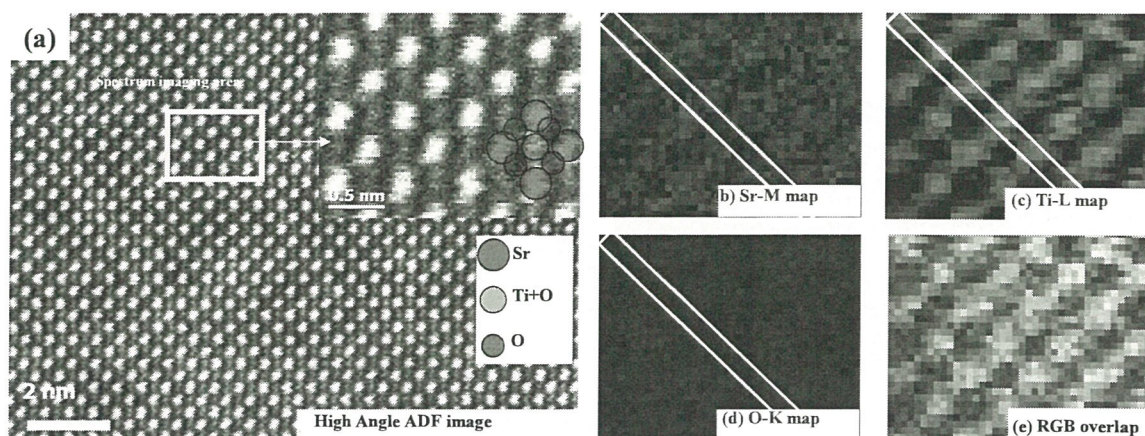 (a)
Spectrum imaging area
0.5 nm
Sr
Ti+O
O
2 nm
High Angle ADF image
b) Sr-M map
(c) Ti-L map
(d) O-K map
(e) RGB overlap